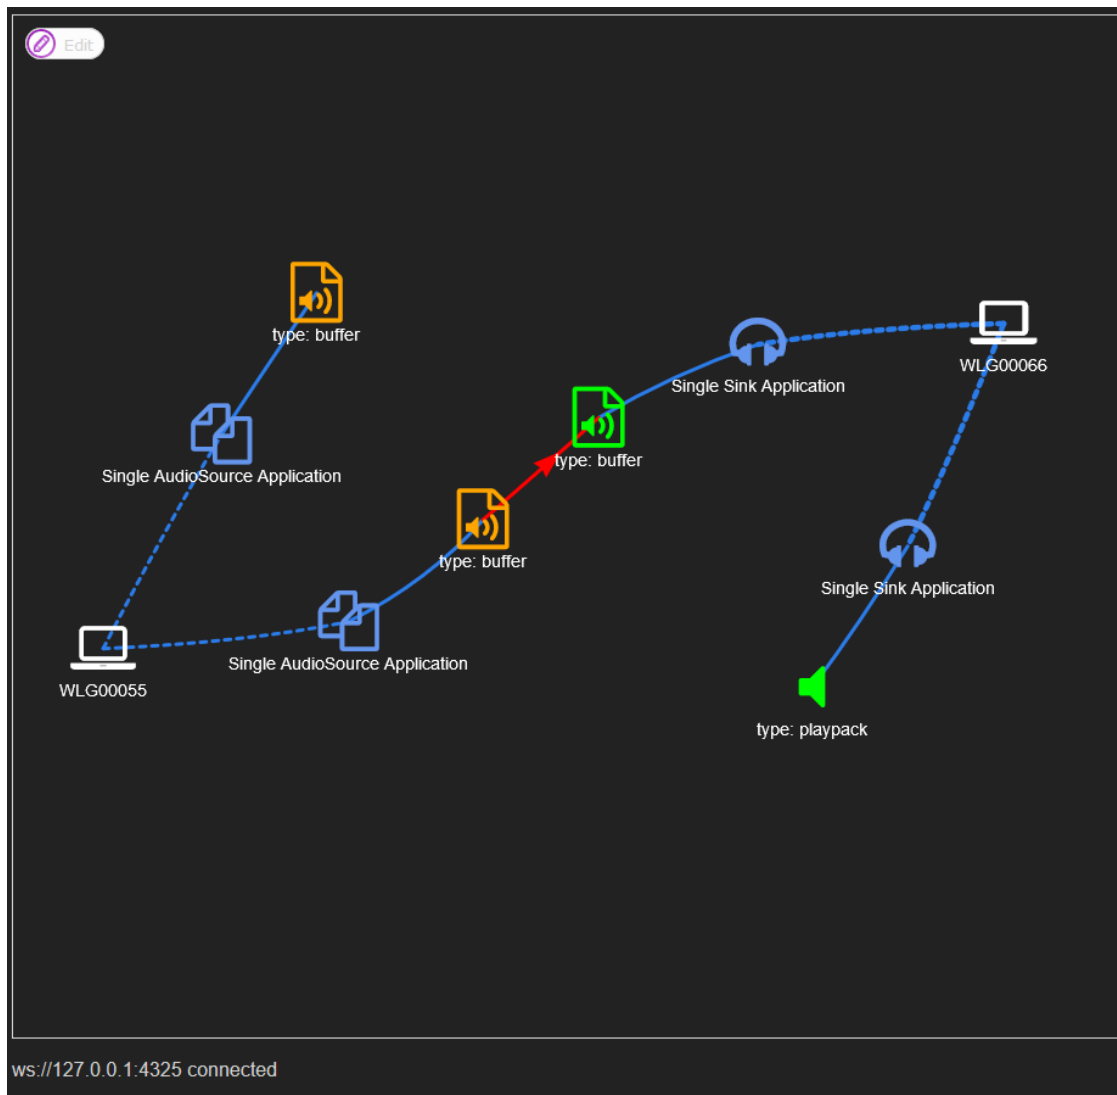 Edit
type: buffer
Single Sink Application
WLG00066
type: buffer
Single AudioSource Application
type: buffer
Single Sink Application
Single AudioSource Application
WLG00055
type: playpack
ws://127.0.0.1:4325 connected